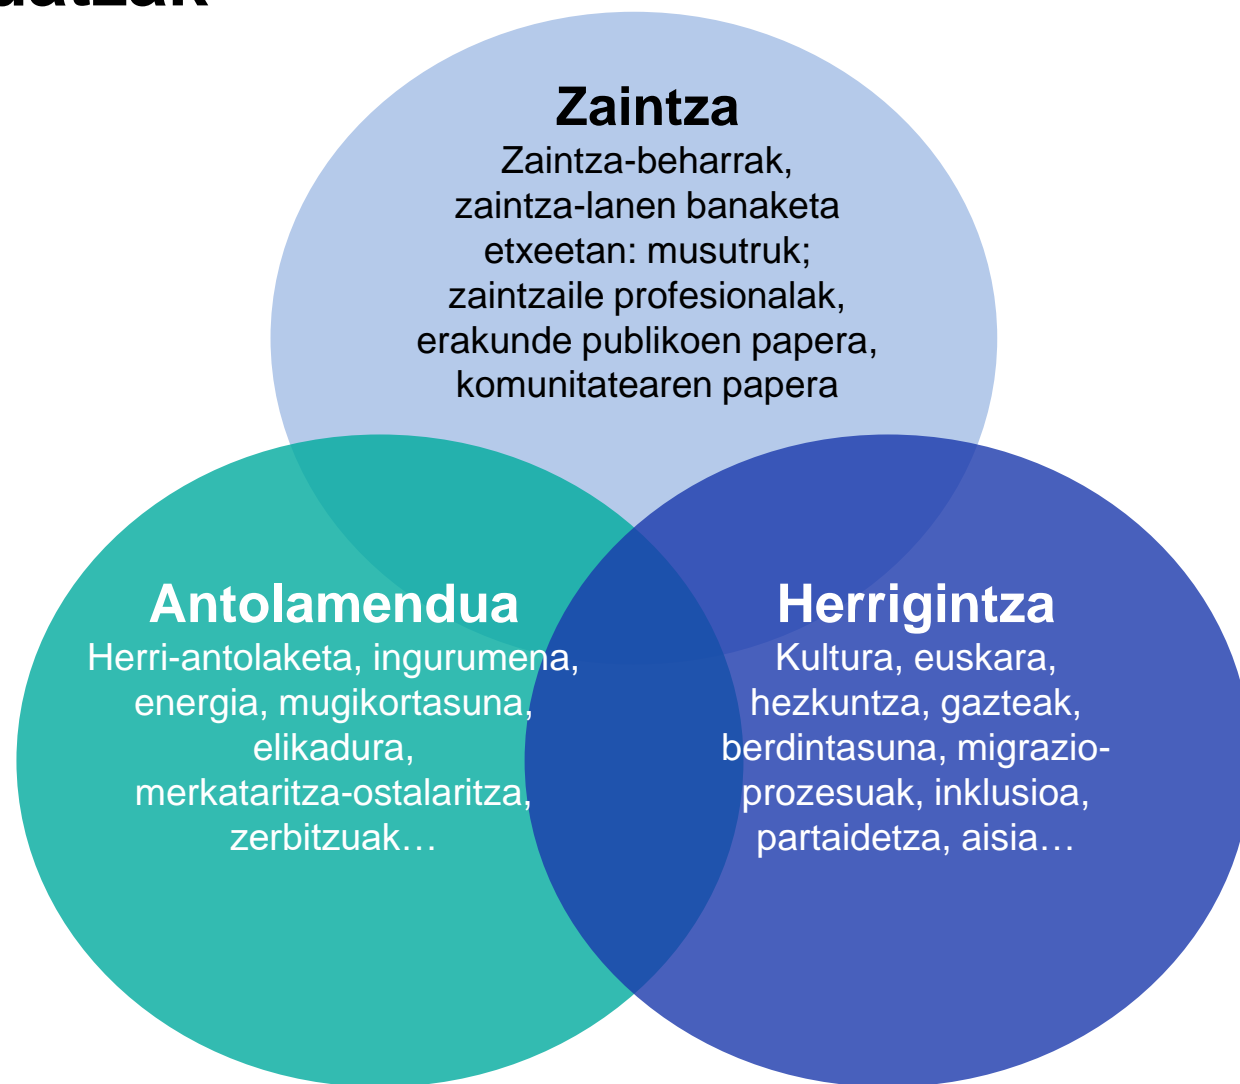 Zaintza
Zaintza-beharrak,
zaintza-lanen banaketa
etxeetan: musutruk;
zaintzaile profesionalak,
erakunde publikoen papera,
komunitatearen papera
Antolamendua
Herri-antolaketa, ingurumena,
energia, mugikortasuna,
elikadura,
merkataritza-ostalaritza,
zerbitzuak…
Herrigintza
Kultura, euskara,
hezkuntza, gazteak,
berdintasuna, migrazio-
prozesuak, inklusioa,
partaidetza, aisia…